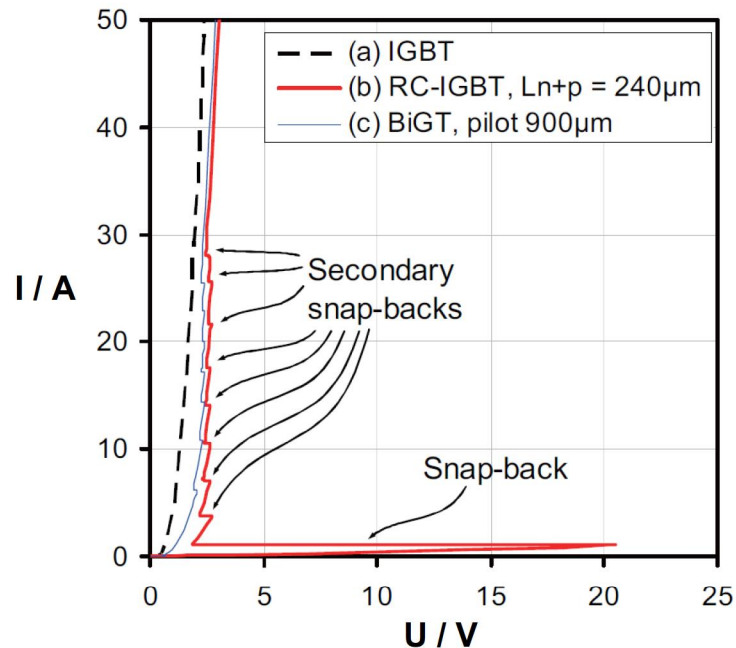 50
40
30
20
10
0
I / A
(a) IGBT
(b) RC-IGBT, Ln+p = 240µm
(c) BiGT, pilot 900µm
Secondary
snap-backs
Snap-back
0
5
10
15
20
25
U / V